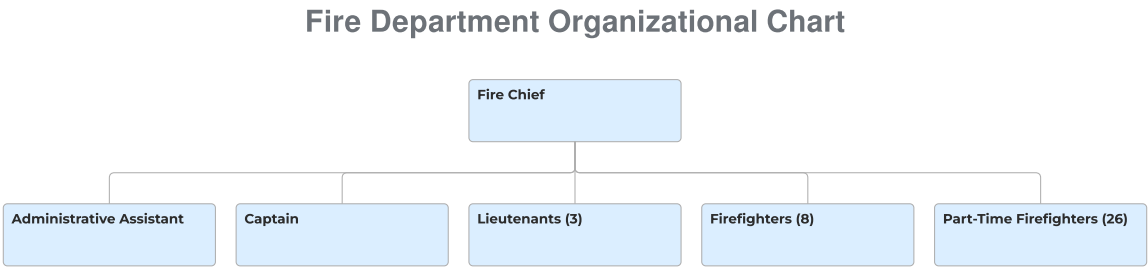 Fire Department Organizational Chart
Fire Chief
Administrative Assistant
Captain
Lieutenants (3)
Firefighters (8)
Part-Time Firefighters (26)